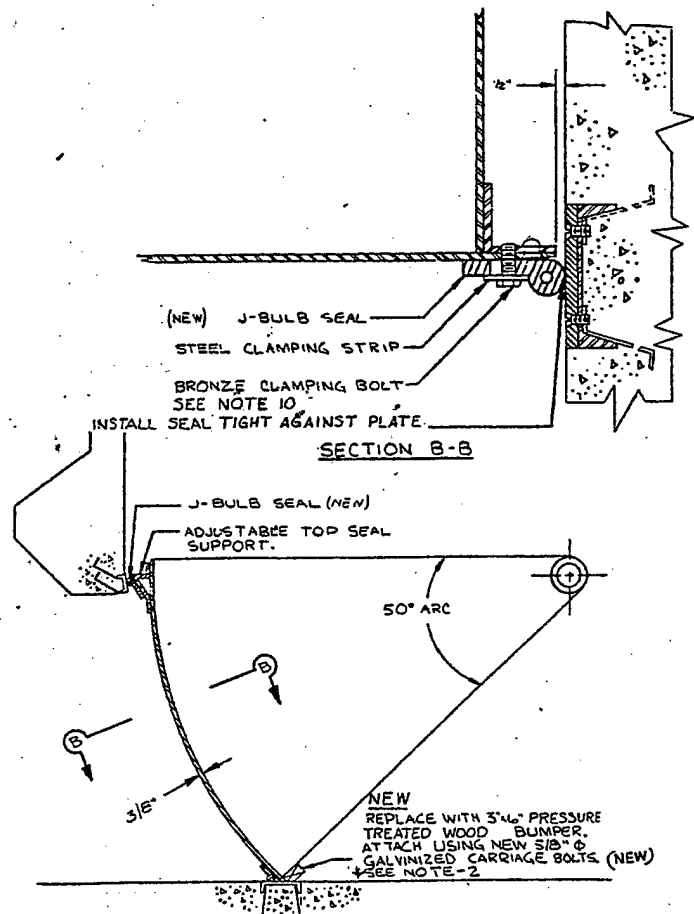 1/2"
(NEW) J-BULB SEAL
STEEL CLAMPING STRIP
BRONZE CLAMPING BOLT
SEE NOTE 10
INSTALL SEAL TIGHT AGAINST PLATE
SECTION B-B
J-BULB SEAL (NEW)
ADJUSTABLE TOP SEAL
SUPPORT.
50° ARC
B
B
3/8"
NEW
REPLACE WITH 3"x6" PRESSURE
TREATED WOOD BUMPER.
ATTACH USING NEW 5/8" Φ
GALVINIZED CARRIAGE BOLTS (NEW)
*SEE NOTE-2